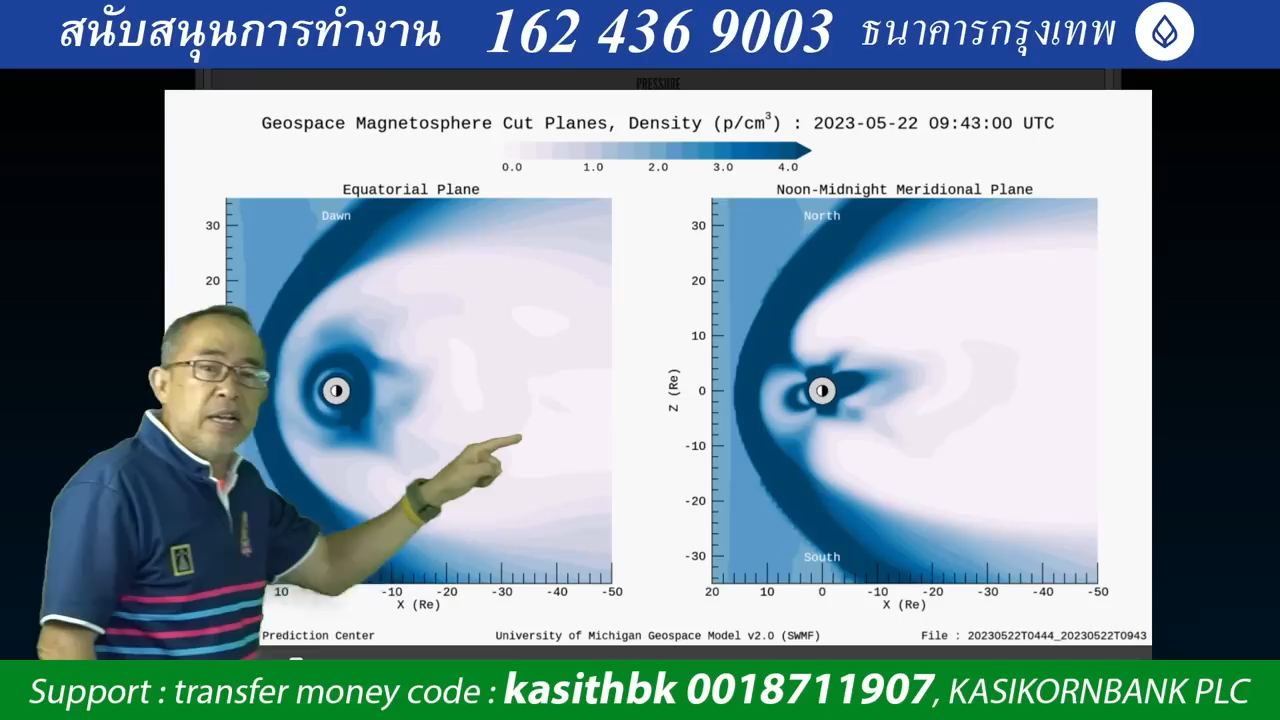 สนับสนุนการทำงาน 162 436 9003 ธนาคารกรุงเทพ
PRESSURE
Geospace Magnetosphere Cut Planes, Density (p/cm³) : 2023-05-22 09:43:00 UTC
0.0 1.0 2.0 3.0 4.0
Equatorial Plane
Noon-Midnight Meridional Plane
Dawn
North
30
20
30
20
10
0
-10
-20
-30
Z (Re)
South
10 -10 -20 -30 -40 -50
X (Re)
20 10 0 -10 -20 -30 -40 -50
X (Re)
Prediction Center
University of Michigan Geospace Model v2.0 (SWMF)
File : 20230522T0444_20230522T0943
Support : transfer money code : kasithbk 0018711907, KASIKORNBANK PLC